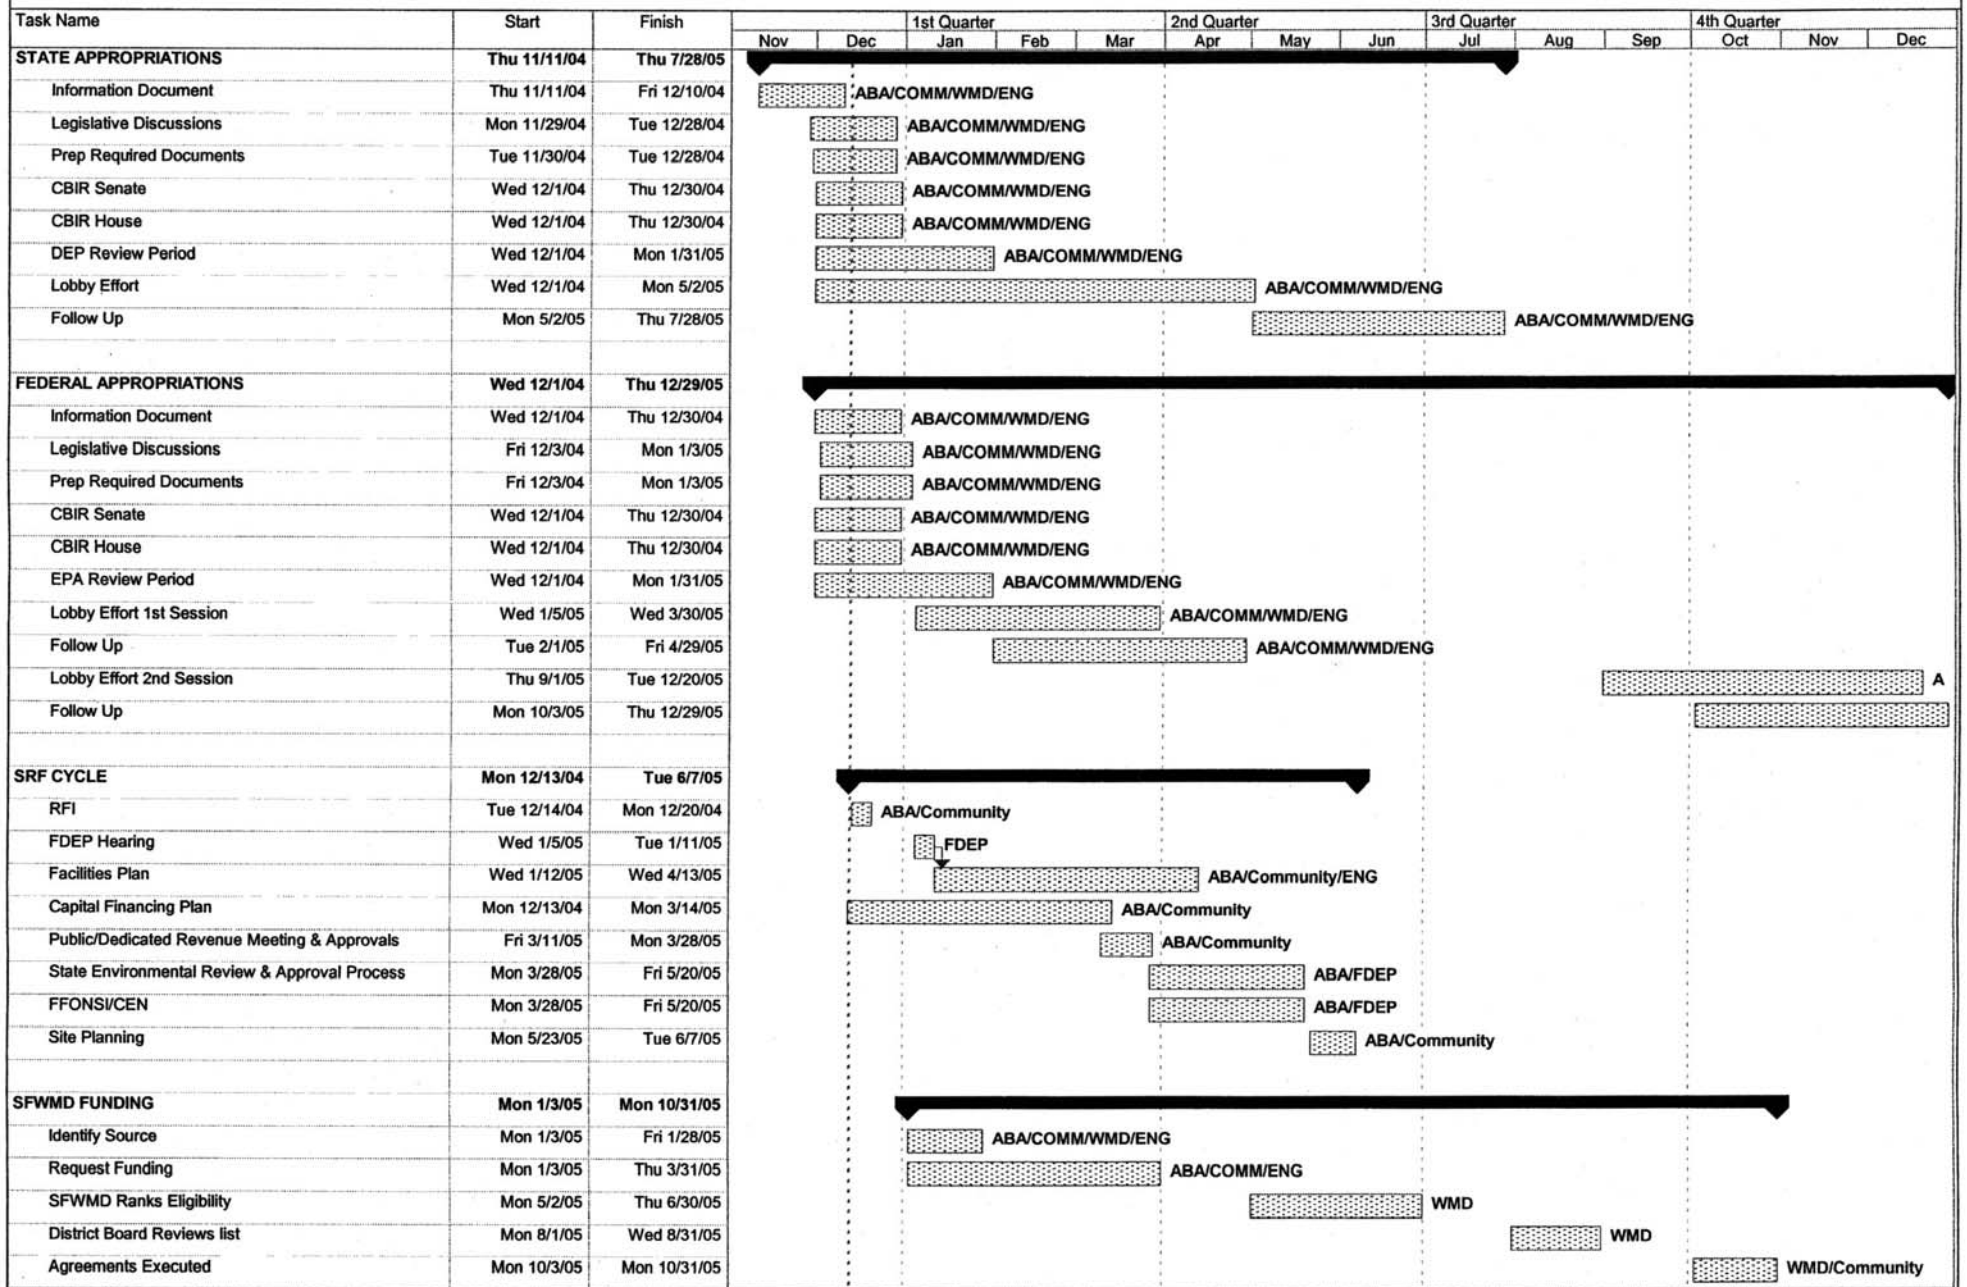 Task Name Start Finish 1st Quarter 2nd Quarter 3rd Quarter 4th Quarter
Nov Dec Jan Feb Mar Apr May Jun Jul Aug Sep Oct Nov Dec
STATE APPROPRIATIONS Thu 11/11/04 Thu 7/28/05
Information Document Thu 11/11/04 Fri 12/10/04 ABA/COMM/WMD/ENG
Legislative Discussions Mon 11/29/04 Tue 12/28/04 ABA/COMM/WMD/ENG
Prep Required Documents Tue 11/30/04 Tue 12/28/04 ABA/COMM/WMD/ENG
CBIR Senate Wed 12/1/04 Thu 12/30/04 ABA/COMM/WMD/ENG
CBIR House Wed 12/1/04 Thu 12/30/04 ABA/COMM/WMD/ENG
DEP Review Period Wed 12/1/04 Mon 1/31/05 ABA/COMM/WMD/ENG
Lobby Effort Wed 12/1/04 Mon 5/2/05 ABA/COMM/WMD/ENG
Follow Up Mon 5/2/05 Thu 7/28/05 ABA/COMM/WMD/ENG
FEDERAL APPROPRIATIONS Wed 12/1/04 Thu 12/29/05
Information Document Wed 12/1/04 Thu 12/30/04 ABA/COMM/WMD/ENG
Legislative Discussions Fri 12/3/04 Mon 1/3/05 ABA/COMM/WMD/ENG
Prep Required Documents Fri 12/3/04 Mon 1/3/05 ABA/COMM/WMD/ENG
CBIR Senate Wed 12/1/04 Thu 12/30/04 ABA/COMM/WMD/ENG
CBIR House Wed 12/1/04 Thu 12/30/04 ABA/COMM/WMD/ENG
EPA Review Period Wed 12/1/04 Mon 1/31/05 ABA/COMM/WMD/ENG
Lobby Effort 1st Session Wed 1/5/05 Wed 3/30/05 ABA/COMM/WMD/ENG
Follow Up Tue 2/1/05 Fri 4/29/05 ABA/COMM/WMD/ENG
Lobby Effort 2nd Session Thu 9/1/05 Tue 12/20/05 A
Follow Up Mon 10/3/05 Thu 12/29/05
SRF CYCLE Mon 12/13/04 Tue 6/7/05
RFI Tue 12/14/04 Mon 12/20/04 ABA/Community
FDEP Hearing Wed 1/5/05 Tue 1/11/05 FDEP
Facilities Plan Wed 1/12/05 Wed 4/13/05 ABA/Community/ENG
Capital Financing Plan Mon 12/13/04 Mon 3/14/05 ABA/Community
Public/Dedicated Revenue Meeting & Approvals Fri 3/11/05 Mon 3/28/05 ABA/Community
State Environmental Review & Approval Process Mon 3/28/05 Fri 5/20/05 ABA/FDEP
FFONSI/CEN Mon 3/28/05 Fri 5/20/05 ABA/FDEP
Site Planning Mon 5/23/05 Tue 6/7/05 ABA/Community
SFWMD FUNDING Mon 1/3/05 Mon 10/31/05
Identify Source Mon 1/3/05 Fri 1/28/05 ABA/COMM/WMD/ENG
Request Funding Mon 1/3/05 Thu 3/31/05 ABA/COMM/ENG
SFWMD Ranks Eligibility Mon 5/2/05 Thu 6/30/05 WMD
District Board Reviews list Mon 8/1/05 Wed 8/31/05 WMD
Agreements Executed Mon 10/3/05 Mon 10/31/05 WMD/Community